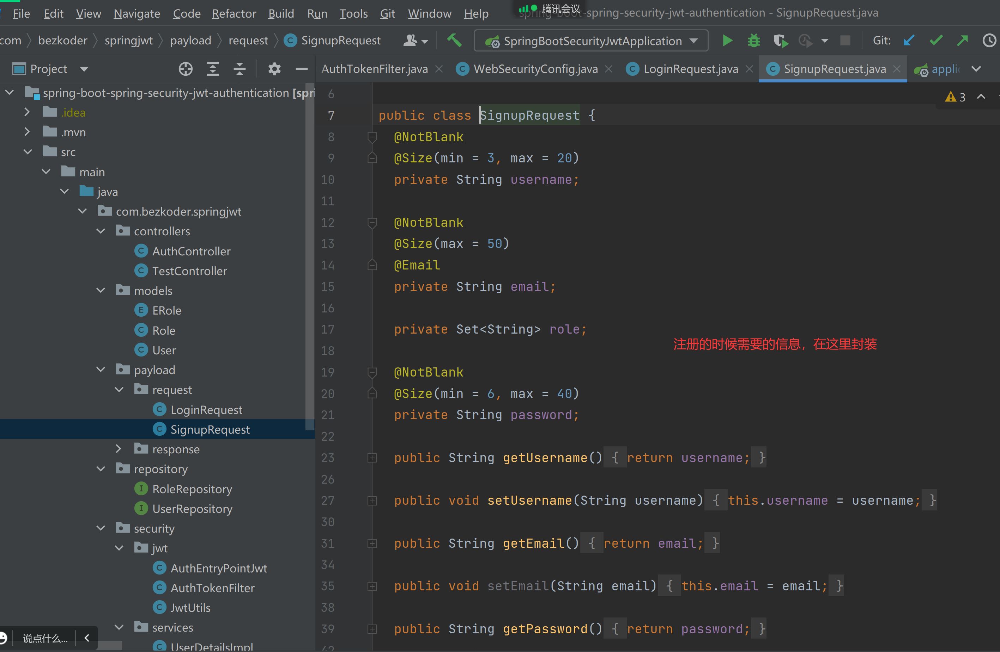 File Edit View Navigate Code Refactor Build Run Tools Git Window Help 腾讯会议 spring-boot-spring-security-jwt-authentication - SignupRequest.java
com bezkoder springjwt payload request SignupRequest SpringBootSecurityJwtApplication Git:
Project AuthTokenFilter.java WebSecurityConfig.java LoginRequest.java SignupRequest.java applic
spring-boot-spring-security-jwt-authentication [spri
.idea
.mvn
src
main
java
com.bezkoder.springjwt
controllers
AuthController
TestController
models
ERole
Role
User
payload
request
LoginRequest
SignupRequest
response
repository
RoleRepository
UserRepository
security
jwt
AuthEntryPointJwt
AuthTokenFilter
JwtUtils
services
UserDetailsImpl
说点什么...
3
6
7 public class SignupRequest {
8 @NotBlank
9 @Size(min = 3, max = 20)
10 private String username;
11
12 @NotBlank
13 @Size(max = 50)
14 @Email
15 private String email;
16
17 private Set<String> role;
注册的时候需要的信息，在这里封装
18
19 @NotBlank
20 @Size(min = 6, max = 40)
21 private String password;
22
23 public String getUsername() { return username; }
26
27 public void setUsername(String username) { this.username = username; }
30
31 public String getEmail() { return email; }
34
35 public void setEmail(String email) { this.email = email; }
38
39 public String getPassword() { return password; }
42